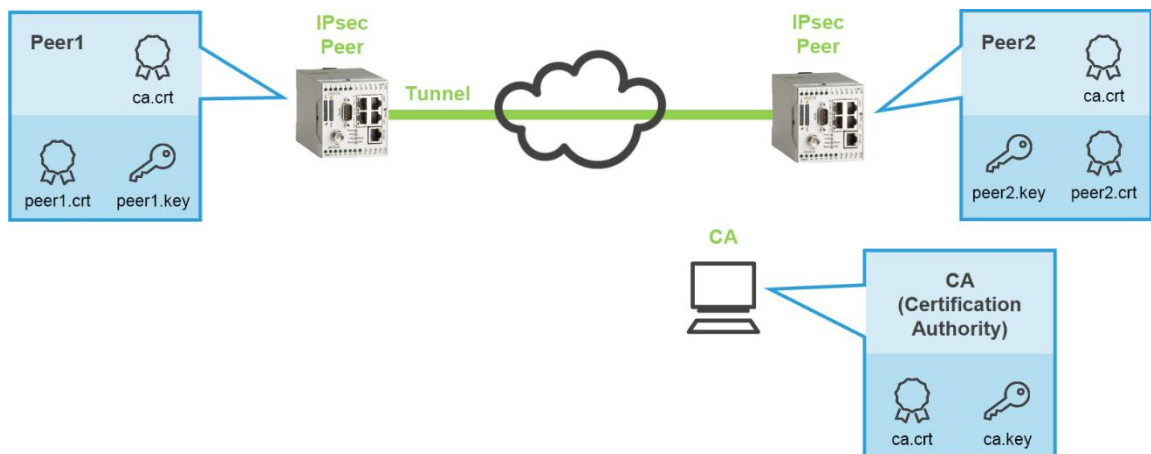 Peer1
ca.crt
peer1.crt peer1.key
IPsec
Peer
Tunnel
IPsec
Peer
Peer2
ca.crt
peer2.key peer2.crt
CA
CA
(Certification
Authority)
ca.crt ca.key